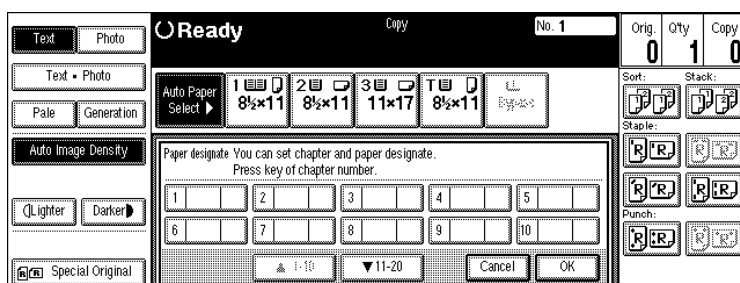 Text Photo
Text • Photo
Pale Generation
Auto Image Density
Lighter Darker
Special Original
Ready
Copy
No. 1
Auto Paper Select ▶
1 8½×11
2 8½×11
3 11×17
T 8½×11
Bypass
Orig. Q'ty Copy
0 1 0
Sort: Stack:
Staple:
Punch:
Paper designate You can set chapter and paper designate.
Press key of chapter number.
1 2 3 4 5
6 7 8 9 10
▲ 1-10 ▼11-20 Cancel OK